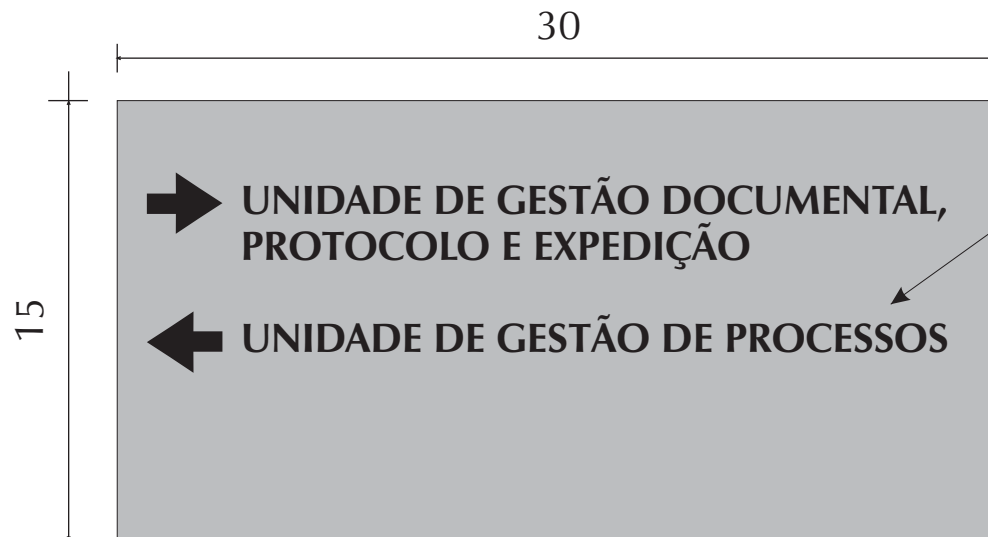 30
15
UNIDADE DE GESTÃO DOCUMENTAL,
PROTOCOLO E EXPEDIÇÃO
UNIDADE DE GESTÃO DE PROCESSOS